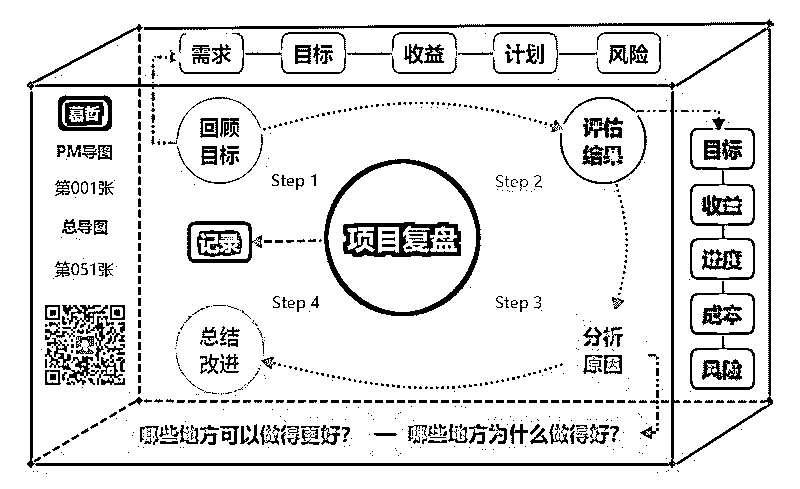 需求
目标
收益
计划
风险
慕哲
PM导图
第001张
总导图
第051张
回顾
目标
Step 1
评估
结果
Step 2
目标
收益
进度
成本
风险
项目复盘
记录
Step 4
总结
改进
Step 3
分析
原因
哪些地方可以做得更好？ — 哪些地方为什么做得好？